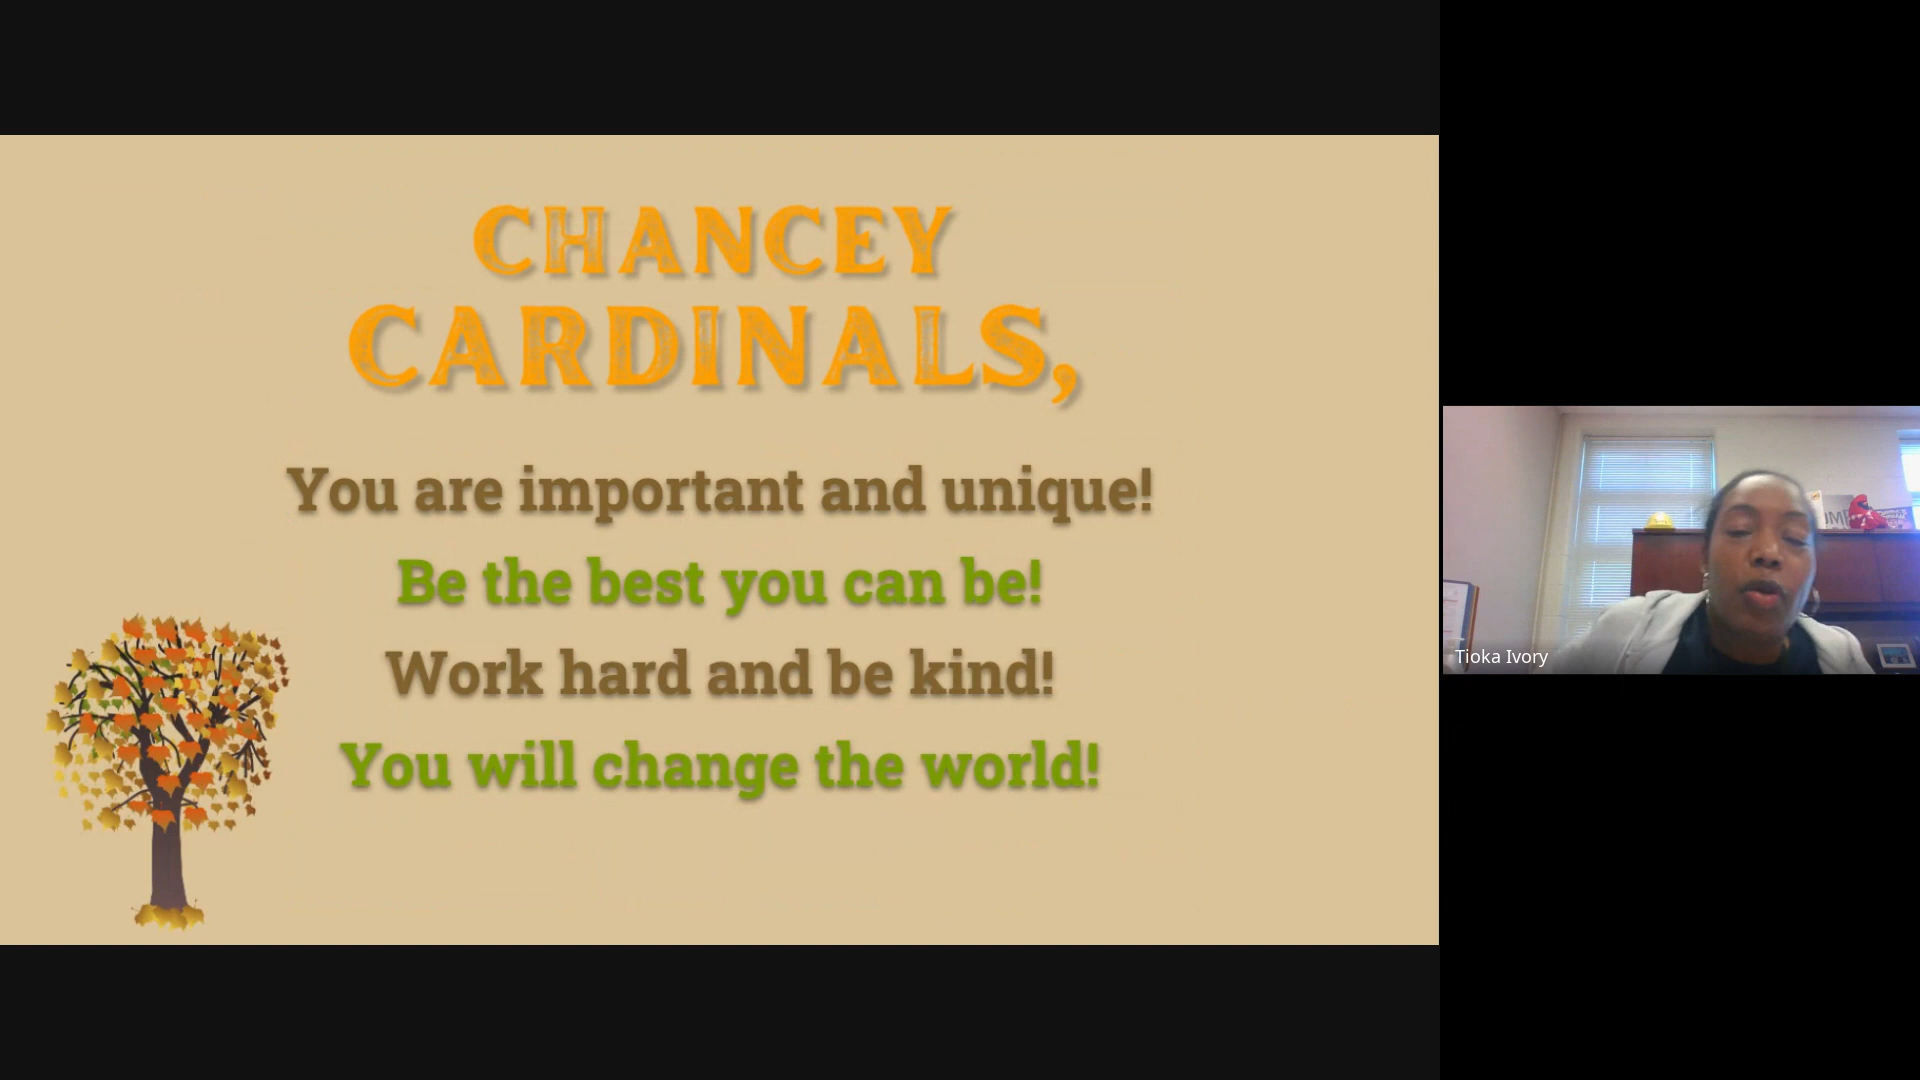 CHANCEY
CARDINALS,
You are important and unique!
Be the best you can be!
Work hard and be kind!
You will change the world!
Tioka Ivory